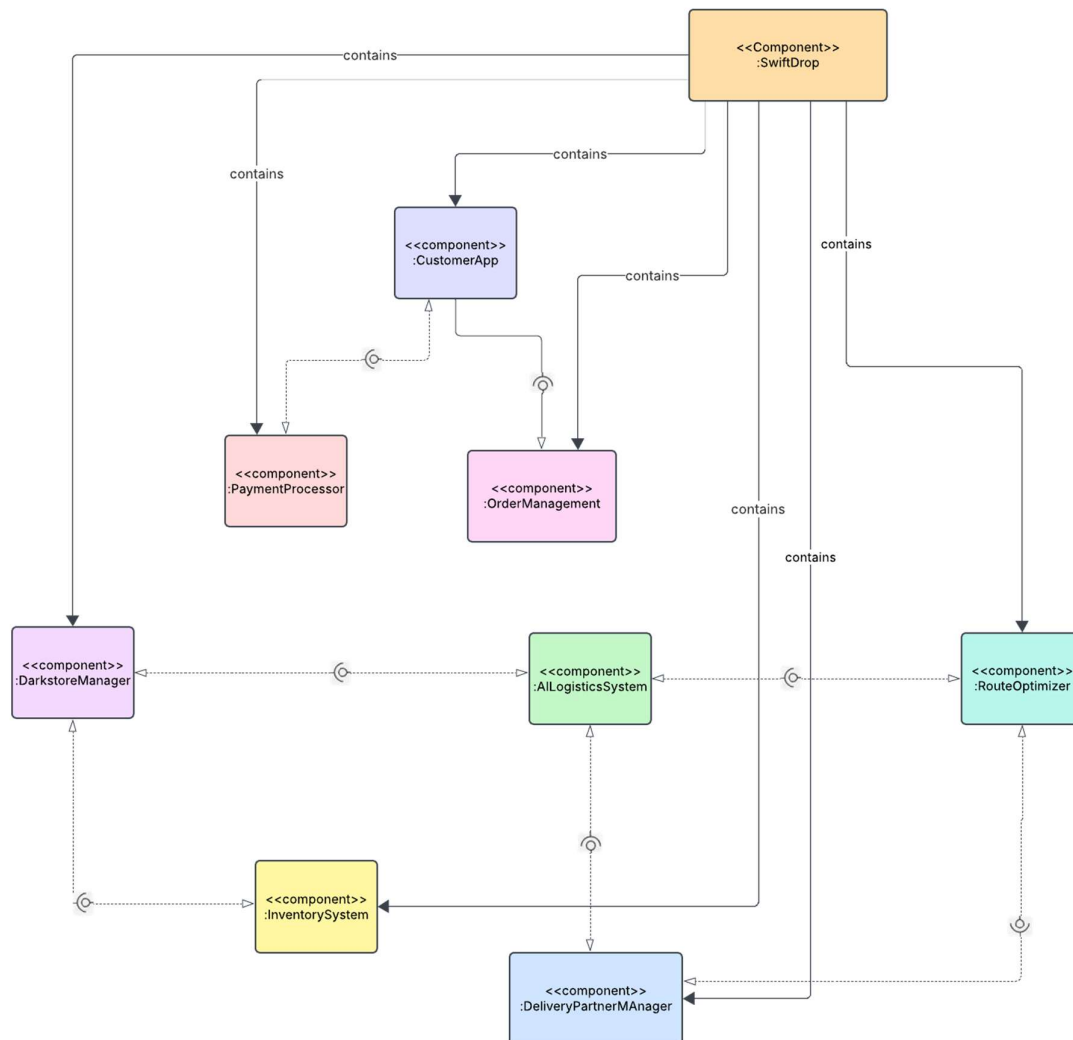 <<Component>>
:SwiftDrop
contains
contains
contains
<<component>>
:CustomerApp
contains
contains
<<component>>
:PaymentProcessor
<<component>>
:OrderManagement
contains
contains
<<component>>
:DarkstoreManager
<<component>>
:AILogisticsSystem
<<component>>
:RouteOptimizer
<<component>>
:InventorySystem
<<component>>
:DeliveryPartnerMAnager